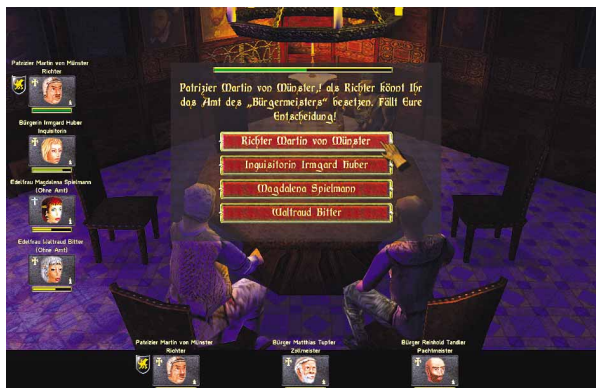 Patrizier Martin von Münster
Richter
Bürgerin Irmgard Huber
Inquisitorin
Edelfrau Magdalena Spielmann
(Ohne Amt)
Edelfrau Waltraud Bitter
(Ohne Amt)
Patrizier Martin von Münster,! als Richter könnt Ihr
das Amt des „Bürgermeisters" besetzen. Fällt Eure
Entscheidung!
Richter Martin von Münster
Inquisitorin Irmgard Huber
Magdalena Spielmann
Waltraud Bitter
Patrizier Martin von Münster
Richter
Bürger Matthias Tupfer
Zollmeister
Bürger Reinhold Tandler
Pachtmeister